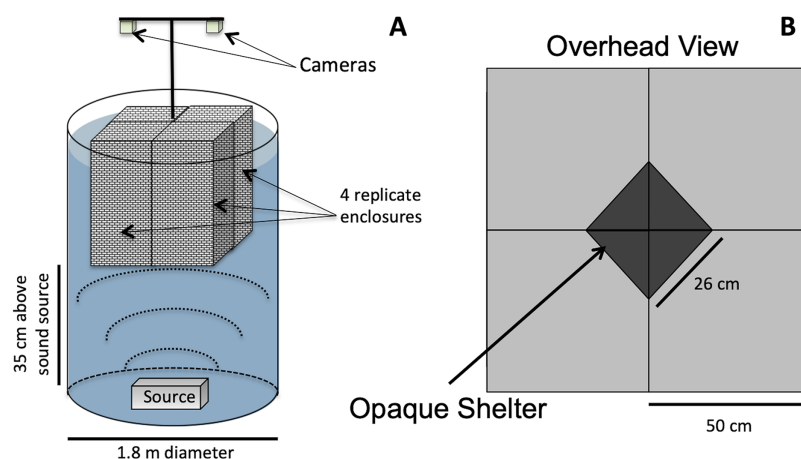 A
Cameras
4 replicate
enclosures
35 cm above
sound source
Source
1.8 m diameter
B
Overhead View
26 cm
Opaque Shelter
50 cm